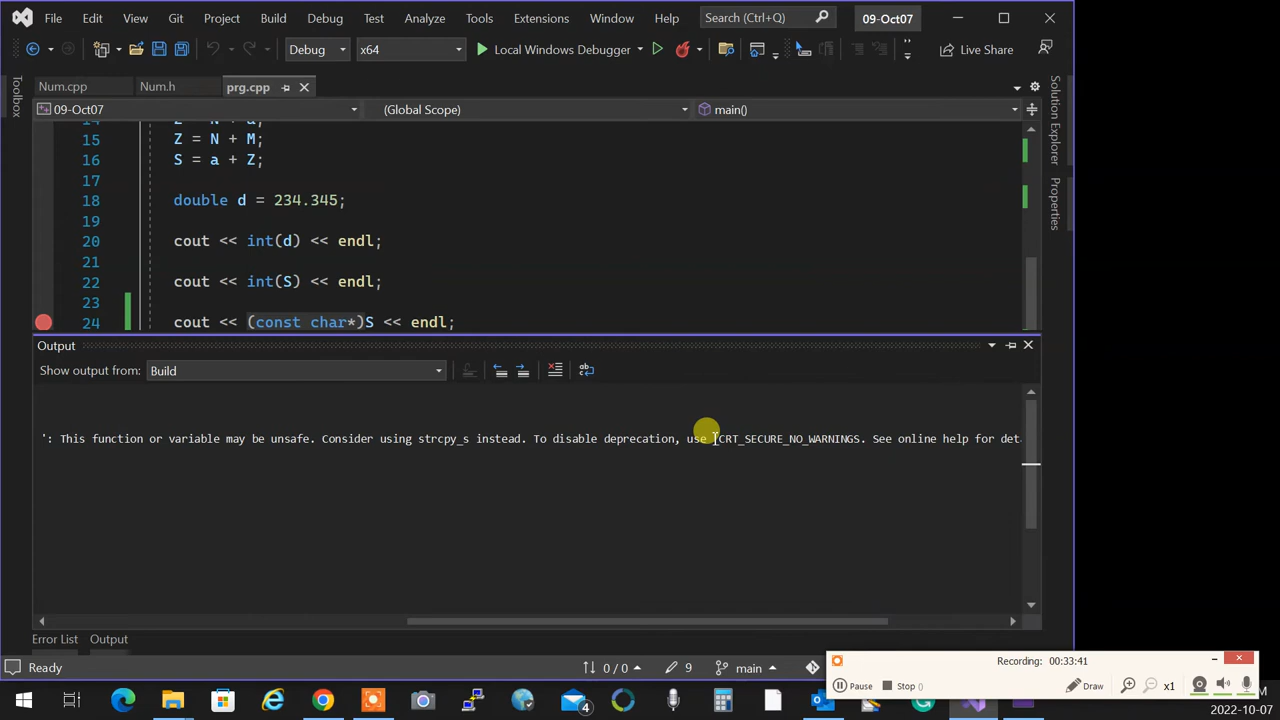 File Edit View Git Project Build Debug Test Analyze Tools Extensions Window Help Search (Ctrl+Q) 09-Oct07
Debug x64 Local Windows Debugger Live Share
Num.cpp Num.h prg.cpp
09-Oct07 (Global Scope) main()
15 Z = N + M;
16 S = a + Z;
17
18 double d = 234.345;
19
20 cout << int(d) << endl;
21
22 cout << int(S) << endl;
23
24 cout << (const char*)S << endl;
Toolbox
Solution Explorer
Properties
Output
Show output from: Build
': This function or variable may be unsafe. Consider using strcpy_s instead. To disable deprecation, use _CRT_SECURE_NO_WARNINGS. See online help for det
Error List Output
Ready 0 / 0 9 main
Recording: 00:33:41
Pause Stop () Draw x1
4
2022-10-07